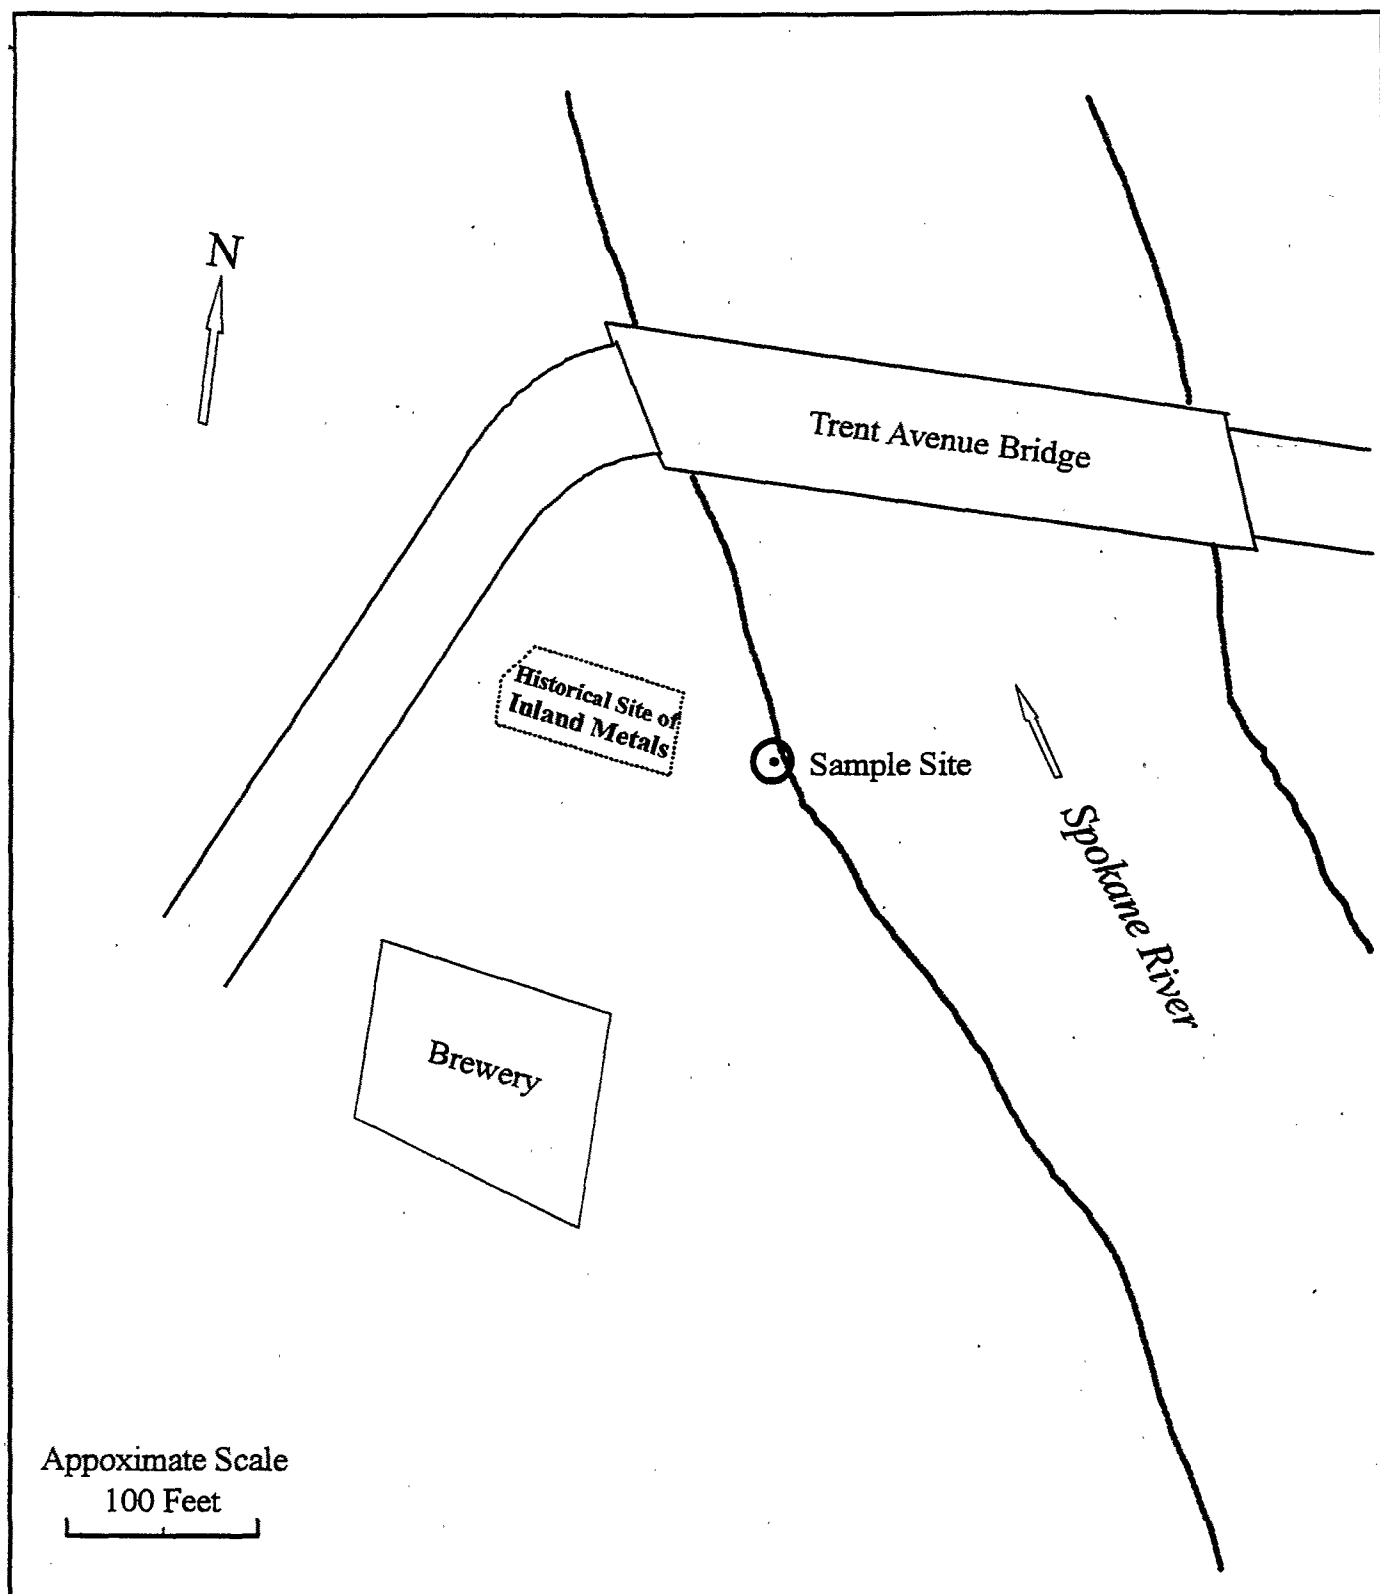 N
Trent Avenue Bridge
Historical Site of
Inland Metals
Sample Site
Spokane River
Brewery
Appoximate Scale
100 Feet